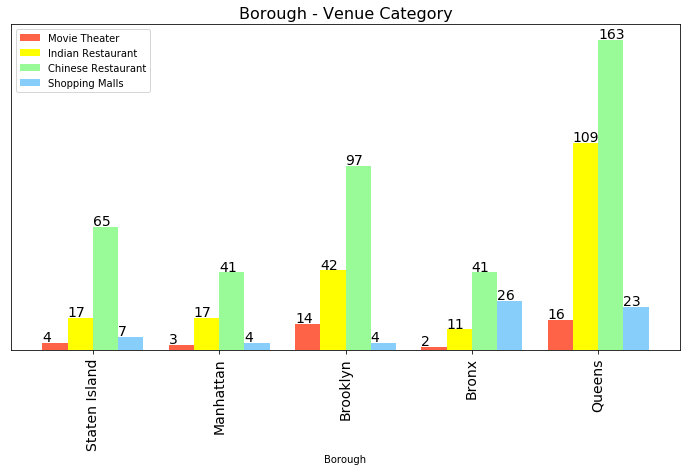 Borough - Venue Category
Movie Theater
Indian Restaurant
Chinese Restaurant
Shopping Malls
4
17
65
7
3
17
41
4
14
42
97
4
2
11
41
26
16
109
163
23
Staten Island
Manhattan
Brooklyn
Bronx
Queens
Borough